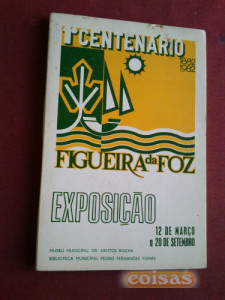 1º CENTENÁRIO
1882
1982
FIGUEIRA da FOZ
EXPOSIÇÃO
12 DE MARÇO
a 20 DE SETEMBRO
MUSEU MUNICIPAL DR. SANTOS ROCHA
BIBLIOTECA MUNICIPAL PEDRO FERNANDES TOMÁS
coisas